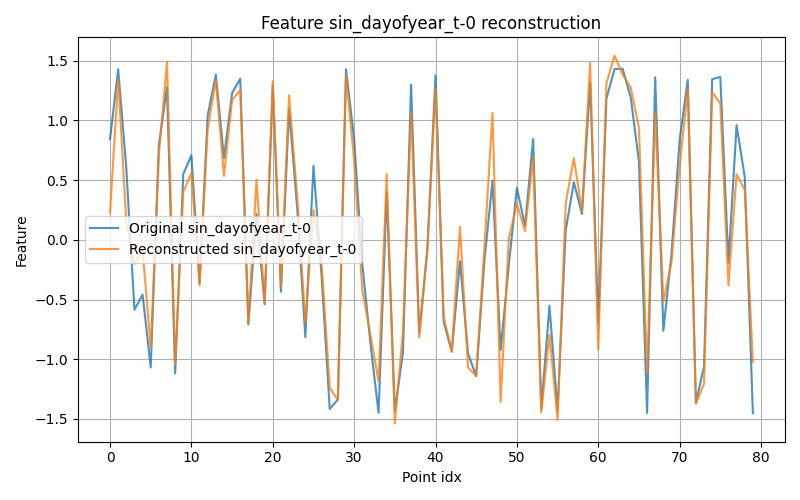 Feature sin_dayofyear_t-0 reconstruction
1.5
1.0
0.5
0.0
−0.5
−1.0
−1.5
Feature
Original sin_dayofyear_t-0
Reconstructed sin_dayofyear_t-0
0 10 20 30 40 50 60 70 80
Point idx